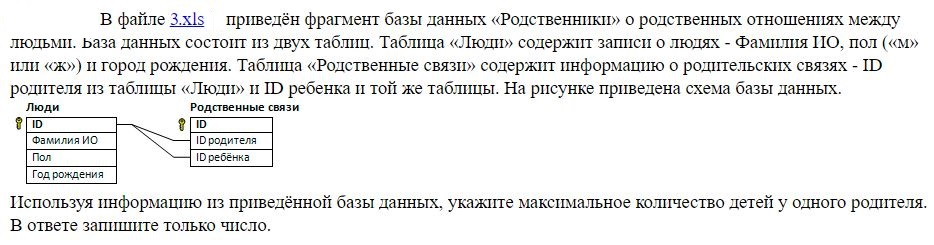 В файле 3.xls приведён фрагмент базы данных «Родственники» о родственных отношениях между
людьми. База данных состоит из двух таблиц. Таблица «Люди» содержит записи о людях - Фамилия ИО, пол («м»
или «ж») и город рождения. Таблица «Родственные связи» содержит информацию о родительских связях - ID
родителя из таблицы «Люди» и ID ребенка и той же таблицы. На рисунке приведена схема базы данных.
Люди
ID
Фамилия ИО
Пол
Год рождения
Родственные связи
ID
ID родителя
ID ребёнка
Используя информацию из приведённой базы данных, укажите максимальное количество детей у одного родителя.
В ответе запишите только число.